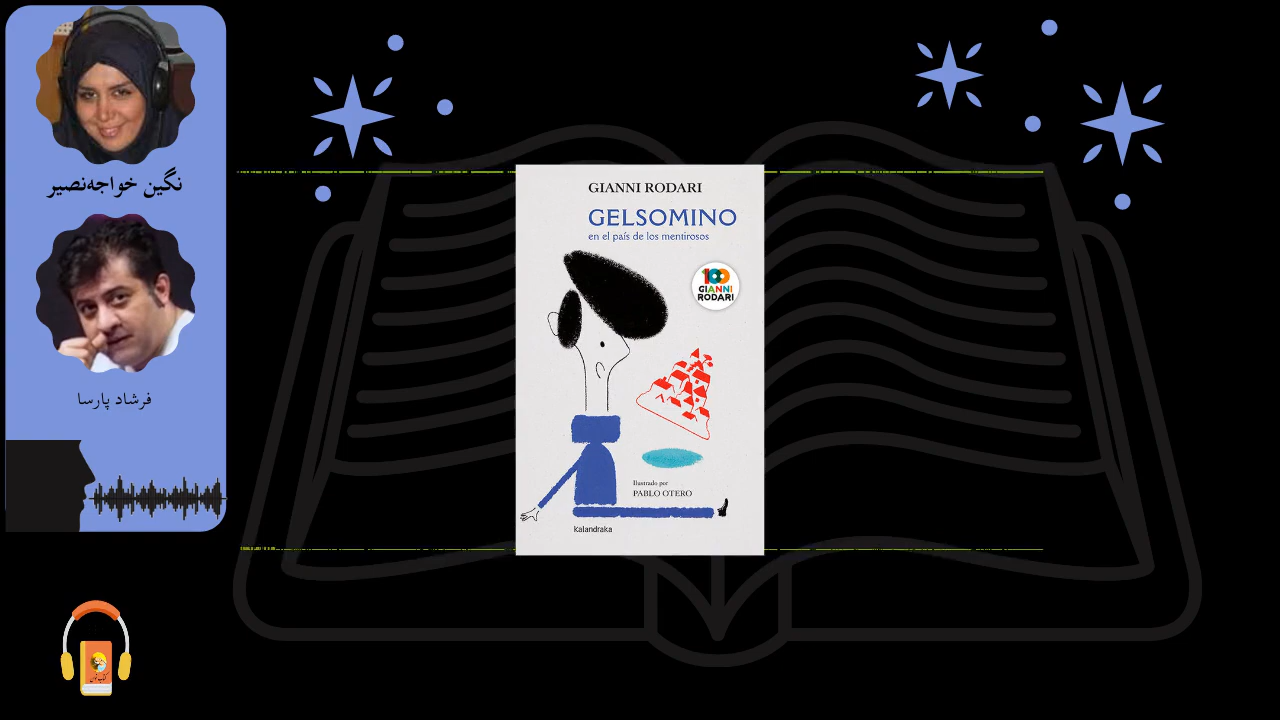 نگین خواجه‌نصیر
فرشاد پارسا
GIANNI RODARI
GELSOMINO
en el país de los mentirosos
100
GIANNI
RODARI
Ilustrado por
PABLO OTERO
kalandraka